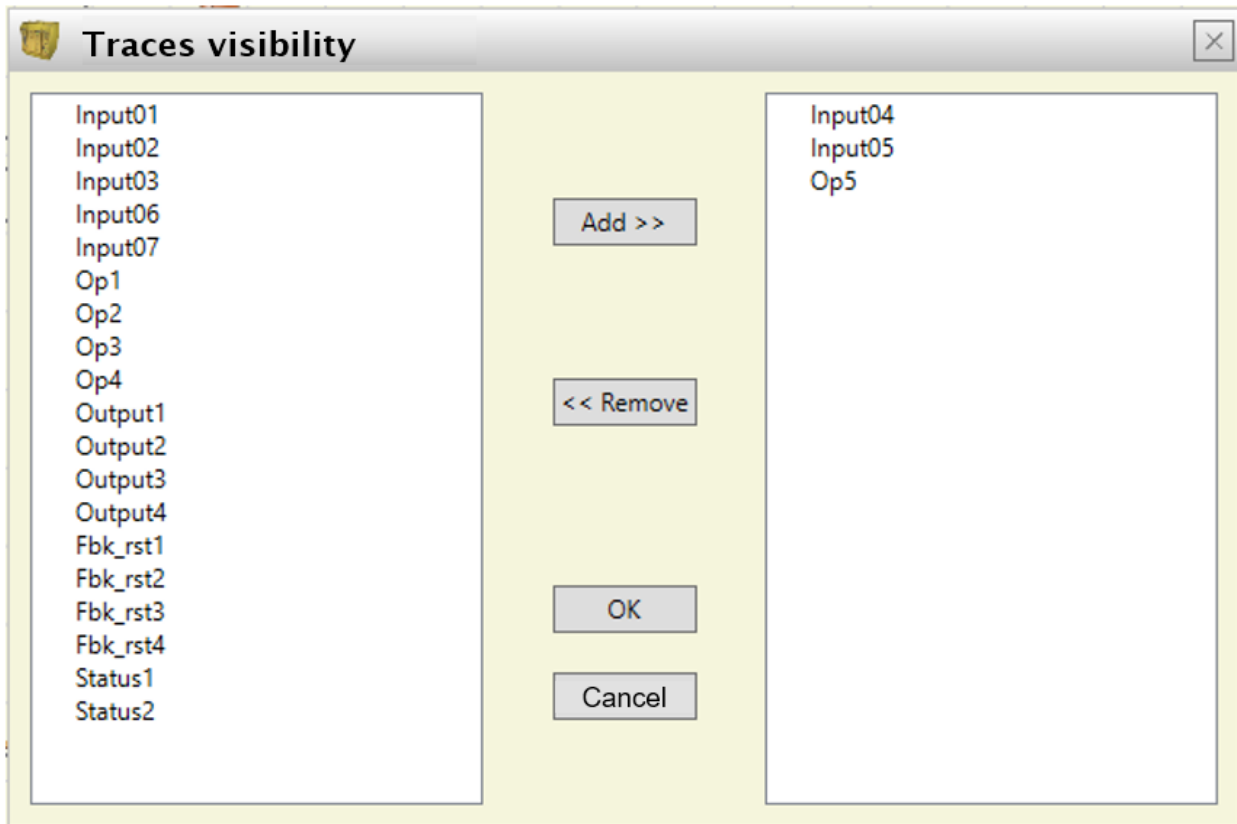 Traces visibility
Input01
Input02
Input03
Input06
Input07
Op1
Op2
Op3
Op4
Output1
Output2
Output3
Output4
Fbk_rst1
Fbk_rst2
Fbk_rst3
Fbk_rst4
Status1
Status2
Add >>
<< Remove
OK
Cancel
Input04
Input05
Op5